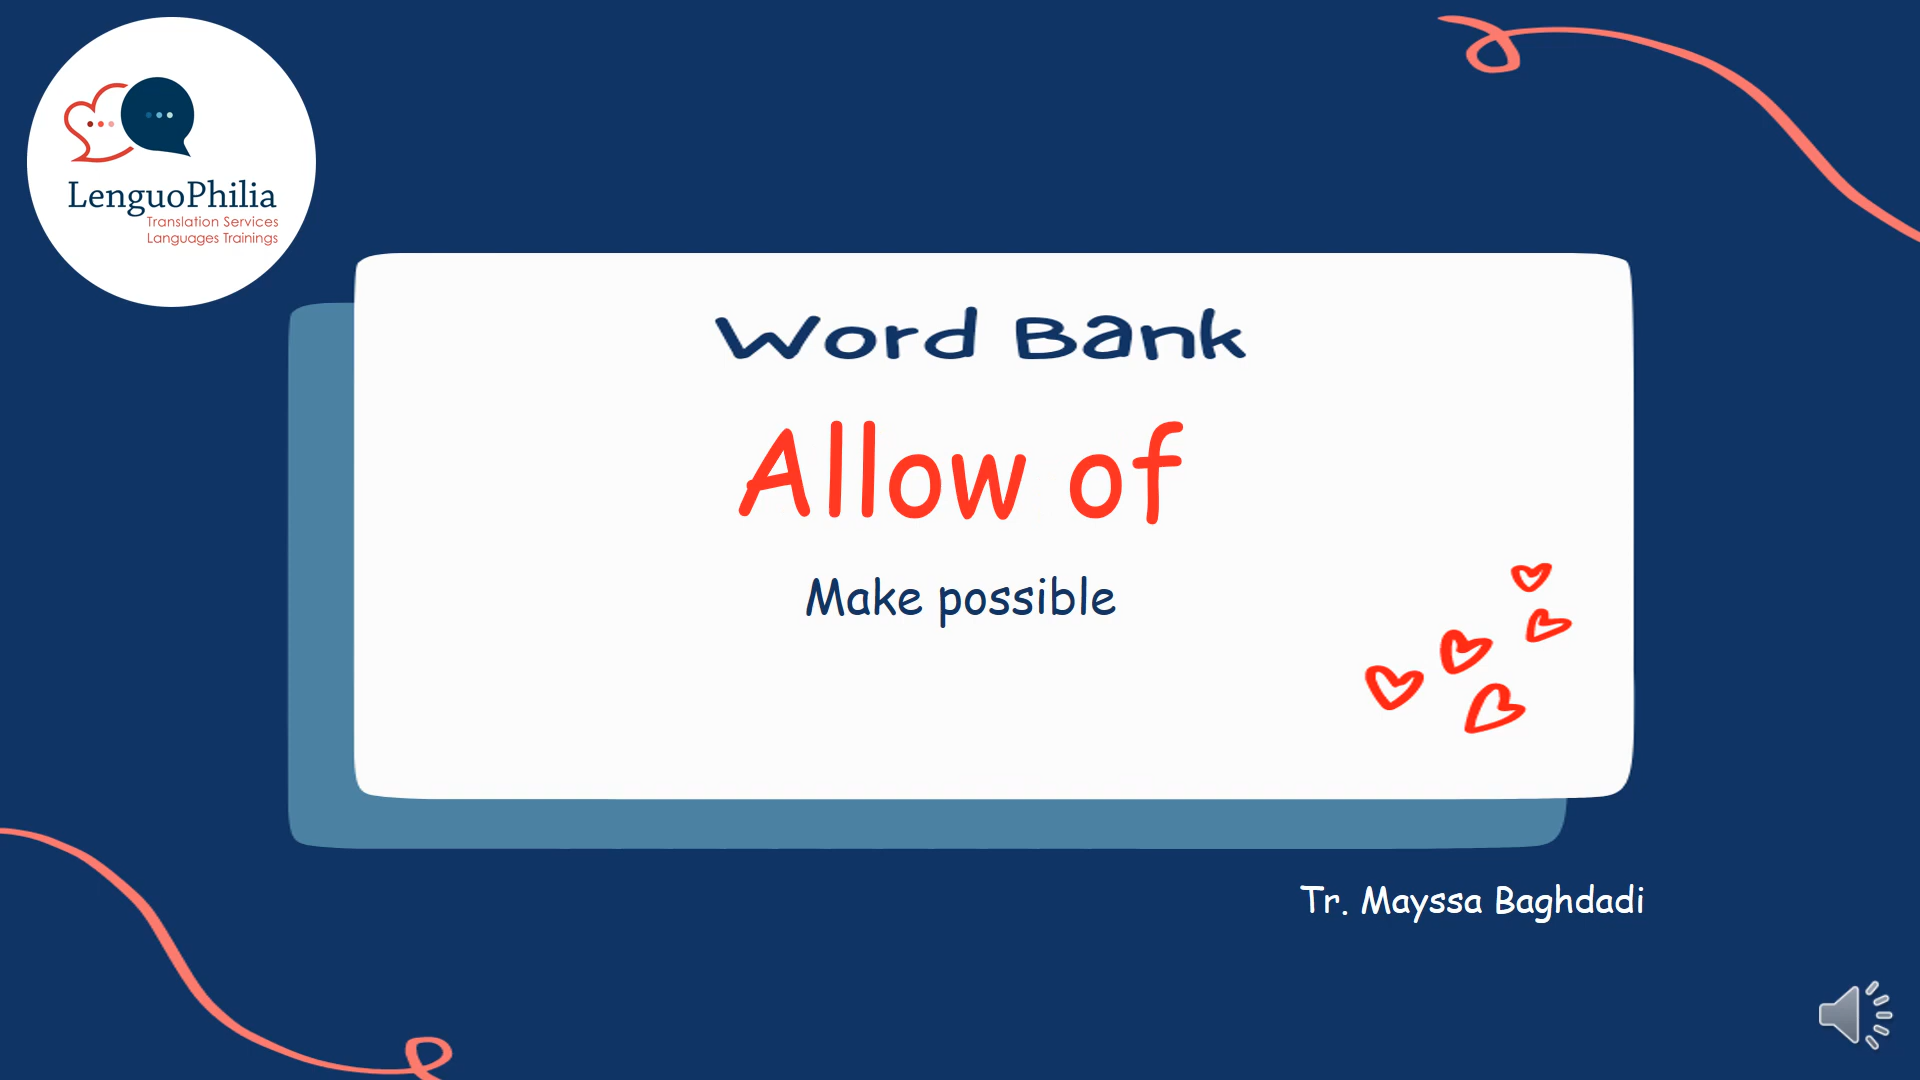 LenguoPhilia
Translation Services
Languages Trainings
Word Bank
Allow of
Make possible
Tr. Mayssa Baghdadi